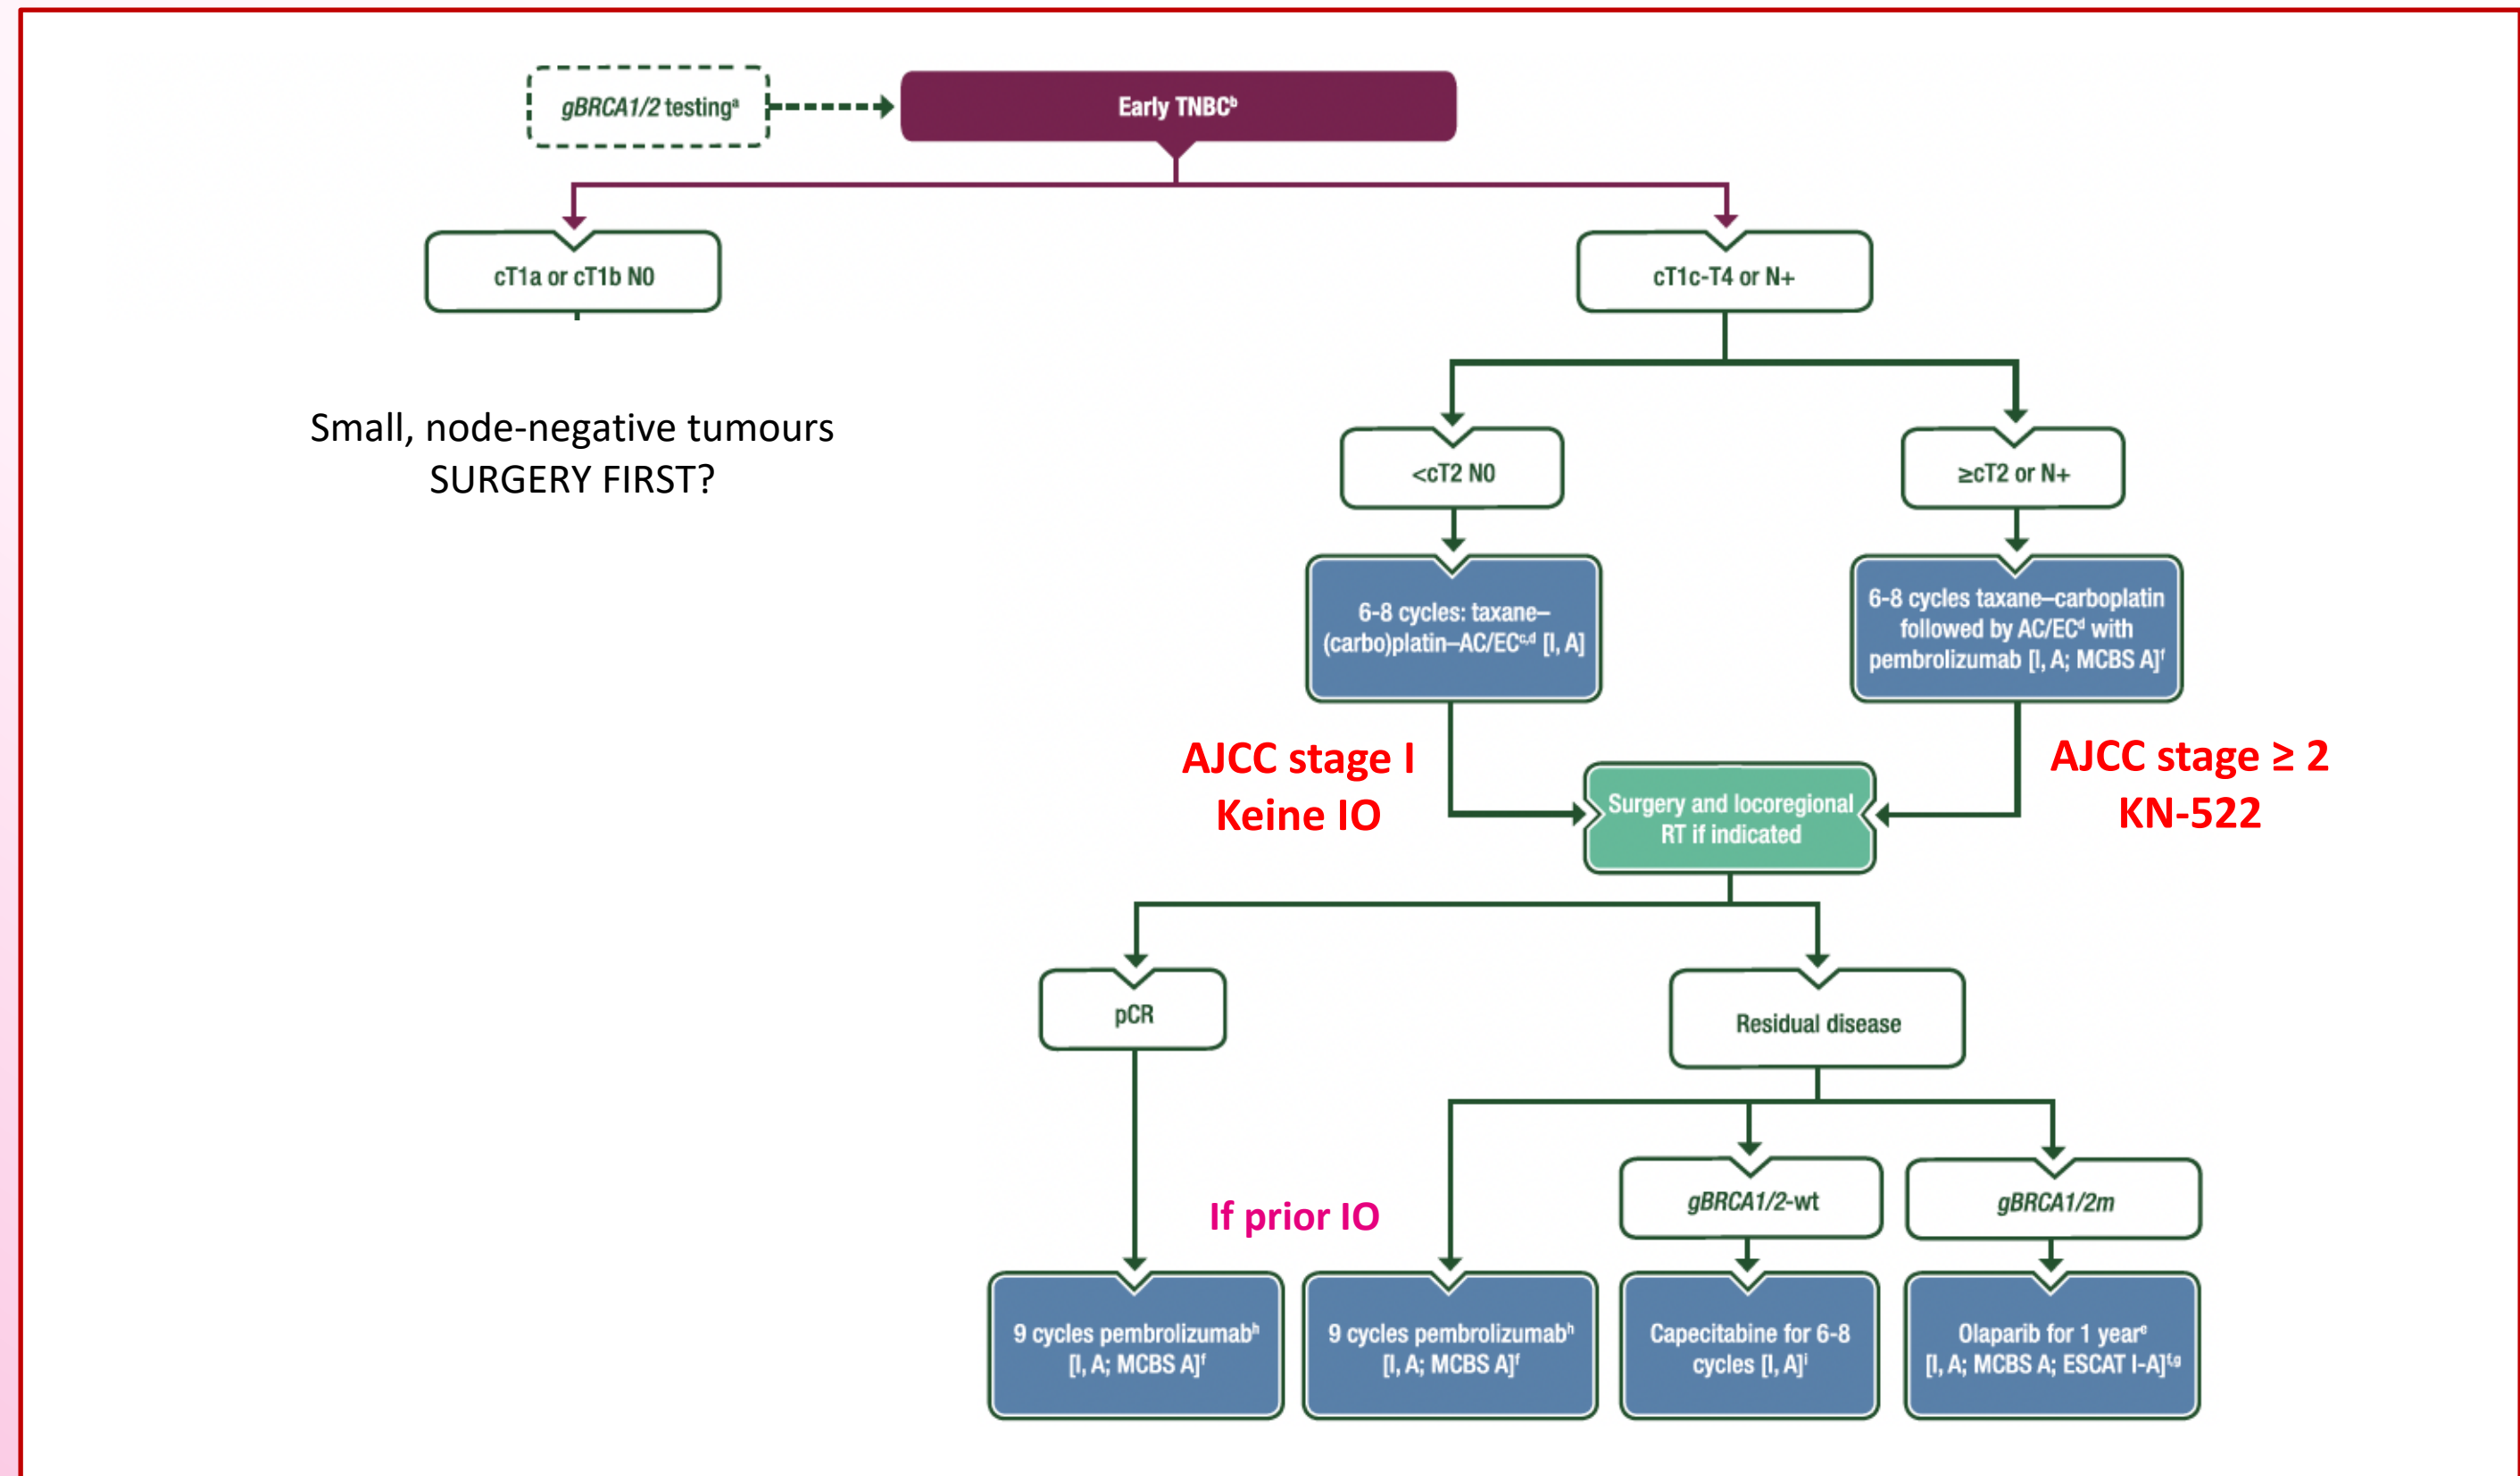 gBRCA1/2 testingᵃ
Early TNBCᵇ
cT1a or cT1b N0
cT1c-T4 or N+
Small, node-negative tumours
SURGERY FIRST?
<cT2 N0
≥cT2 or N+
6-8 cycles: taxane–
(carbo)platin–AC/ECᶜ,ᵈ [I, A]
6-8 cycles taxane–carboplatin
followed by AC/ECᵈ with
pembrolizumab [I, A; MCBS A]ᶠ
AJCC stage I
Keine IO
Surgery and locoregional
RT if indicated
AJCC stage ≥ 2
KN-522
pCR
Residual disease
If prior IO
gBRCA1/2-wt
gBRCA1/2m
9 cycles pembrolizumabʰ
[I, A; MCBS A]ᶠ
9 cycles pembrolizumabʰ
[I, A; MCBS A]ᶠ
Capecitabine for 6-8
cycles [I, A]ⁱ
Olaparib for 1 yearᵉ
[I, A; MCBS A; ESCAT I-A]ᶠ,ᵍ